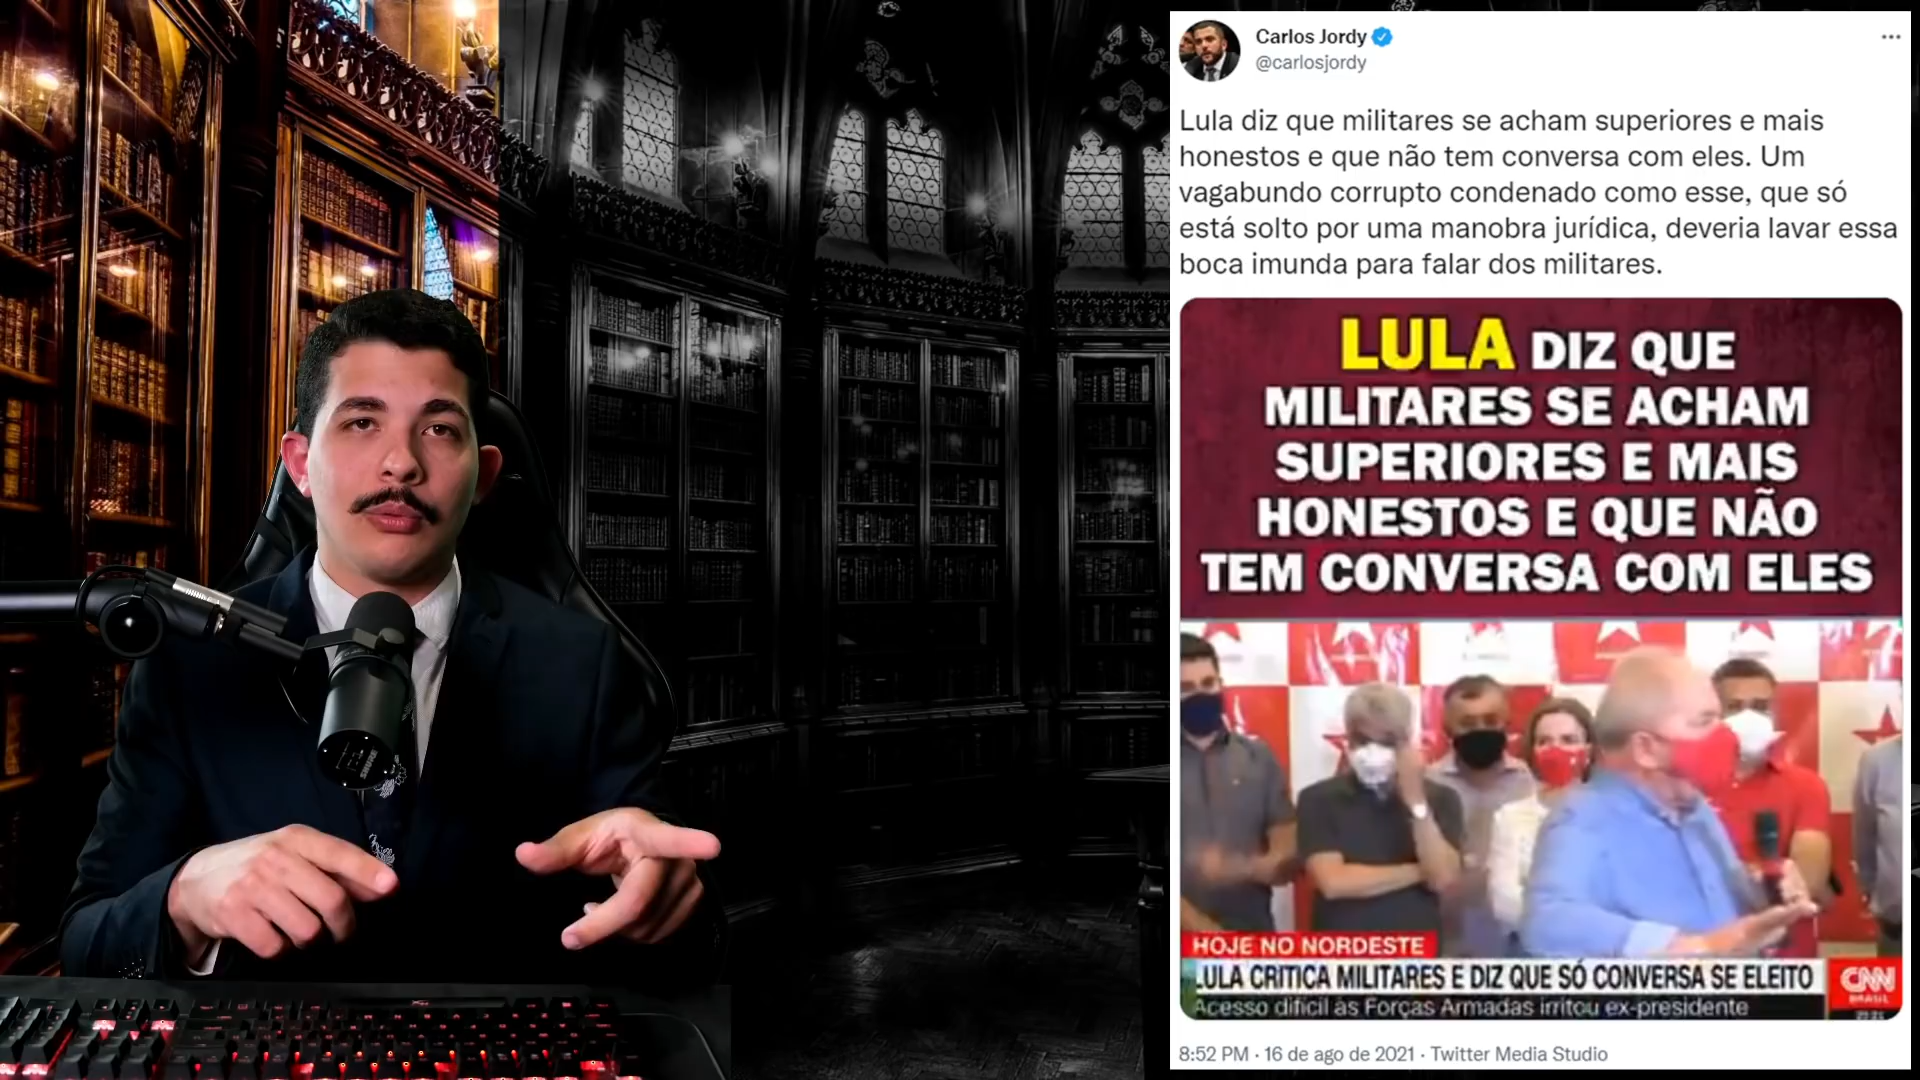 Carlos Jordy
@carlosjordy
Lula diz que militares se acham superiores e mais
honestos e que não tem conversa com eles. Um
vagabundo corrupto condenado como esse, que só
está solto por uma manobra jurídica, deveria lavar essa
boca imunda para falar dos militares.
LULA DIZ QUE
MILITARES SE ACHAM
SUPERIORES E MAIS
HONESTOS E QUE NÃO
TEM CONVERSA COM ELES
HOJE NO NORDESTE
LULA CRITICA MILITARES E DIZ QUE SÓ CONVERSA SE ELEITO
Acesso difícil às Forças Armadas irritou ex-presidente
CNN
BRASIL
8:52 PM · 16 de ago de 2021 · Twitter Media Studio